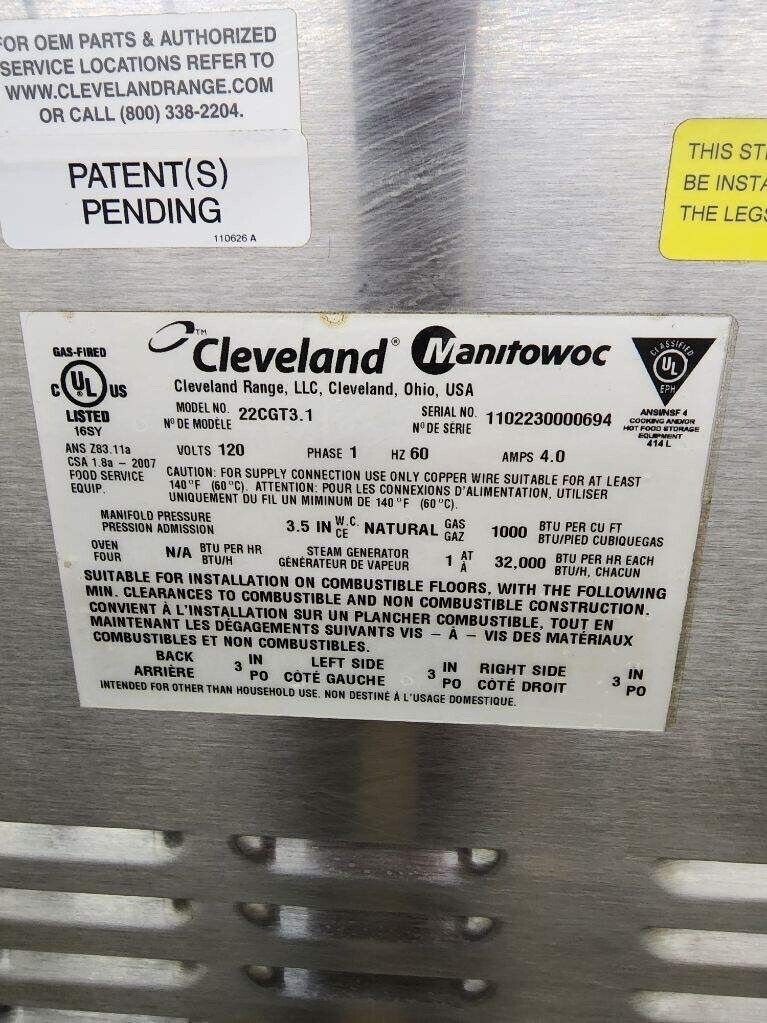 FOR OEM PARTS & AUTHORIZED
SERVICE LOCATIONS REFER TO
WWW.CLEVELANDRANGE.COM
OR CALL (800) 338-2204.
PATENT(S)
PENDING
110626 A
THIS
BE
THE
GAS-FIRED
C UL US
LISTED
16SY
ANS Z83.11a
CSA 1.8a – 2007
FOOD SERVICE
EQUIP.
™ Cleveland® Manitowoc
Cleveland Range, LLC, Cleveland, Ohio, USA
CLASSIFIED
UL
EPH
ANSI/NSF 4
COOKING AND/OR
HOT FOOD STORAGE
EQUIPMENT
414 L
MODEL NO. 22CGT3.1 SERIAL NO. 1102230000694
Nº DE MODÈLE Nº DE SÉRIE
VOLTS 120 PHASE 1 HZ 60 AMPS 4.0
CAUTION: FOR SUPPLY CONNECTION USE ONLY COPPER WIRE SUITABLE FOR AT LEAST
140°F (60°C). ATTENTION: POUR LES CONNEXIONS D'ALIMENTATION, UTILISER
UNIQUEMENT DU FIL UN MIMINUM DE 140°F (60°C).
MANIFOLD PRESSURE 3.5 IN W.C. NATURAL GAS 1000 BTU PER CU FT
PRESSION ADMISSION CE GAZ BTU/PIED CUBIQUEGAS
OVEN N/A BTU PER HR STEAM GENERATOR 1 AT 32,000 BTU PER HR EACH
FOUR BTU/H GÉNÉRATEUR DE VAPEUR À BTU/H, CHACUN
SUITABLE FOR INSTALLATION ON COMBUSTIBLE FLOORS, WITH THE FOLLOWING
MIN. CLEARANCES TO COMBUSTIBLE AND NON COMBUSTIBLE CONSTRUCTION.
CONVIENT À L'INSTALLATION SUR UN PLANCHER COMBUSTIBLE, TOUT EN
MAINTENANT LES DÉGAGEMENTS SUIVANTS VIS – À – VIS DES MATÉRIAUX
COMBUSTIBLES ET NON COMBUSTIBLES.
BACK 3 IN LEFT SIDE 3 IN RIGHT SIDE 3 IN
ARRIÈRE PO CÔTÉ GAUCHE PO CÔTÉ DROIT PO
INTENDED FOR OTHER THAN HOUSEHOLD USE. NON DESTINÉ À L'USAGE DOMESTIQUE.